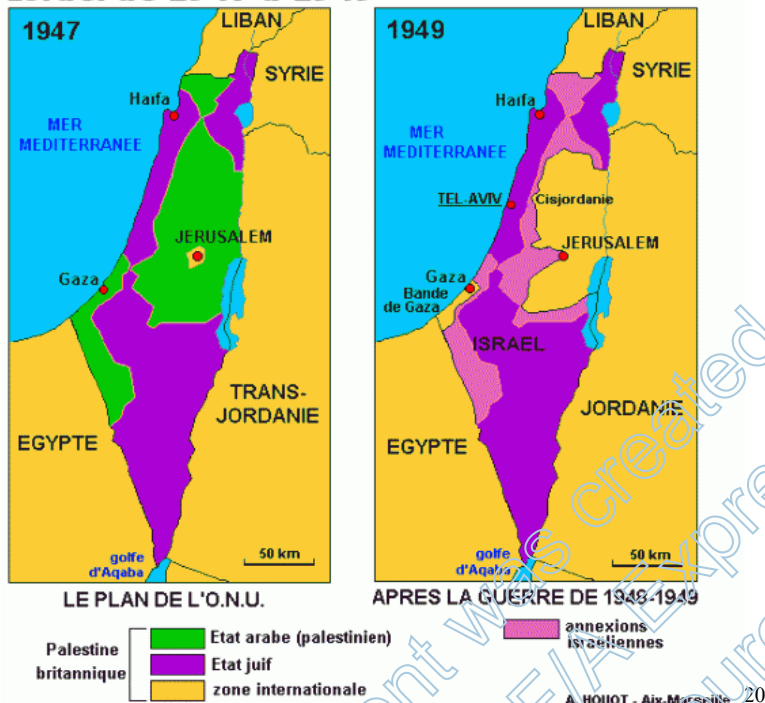 1947
LIBAN
SYRIE
Haïfa
MER
MEDITERRANEE
JERUSALEM
Gaza
TRANS-
JORDANIE
EGYPTE
golfe
d'Aqaba
50 km
LE PLAN DE L'O.N.U.
Palestine
britannique
Etat arabe (palestinien)
Etat juif
zone internationale
1949
LIBAN
SYRIE
Haïfa
MER
MEDITERRANEE
TEL-AVIV
Cisjordanie
JERUSALEM
Gaza
Bande
de Gaza
ISRAEL
JORDANIE
EGYPTE
golfe
d'Aqaba
50 km
APRES LA GUERRE DE 1948-1949
annexions
israeliennes
A. HOUOT - Aix-Marseille
20